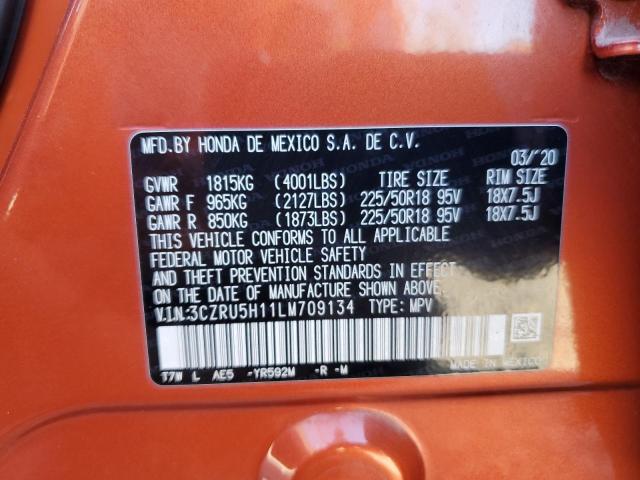 MFD.BY HONDA DE MEXICO S.A. DE C.V.
03/'20
GVWR 1815KG (4001LBS) TIRE SIZE RIM SIZE
GAWR F 965KG (2127LBS) 225/50R18 95V 18X7.5J
GAWR R 850KG (1873LBS) 225/50R18 95V 18X7.5J
THIS VEHICLE CONFORMS TO ALL APPLICABLE
FEDERAL MOTOR VEHICLE SAFETY
AND THEFT PREVENTION STANDARDS IN EFFECT
ON THE DATE OF MANUFACTURE SHOWN ABOVE.
V.I.N:3CZRU5H11LM709134 TYPE: MPV
T7W L AE5 -YR592M -R -M
MADE IN MEXICO